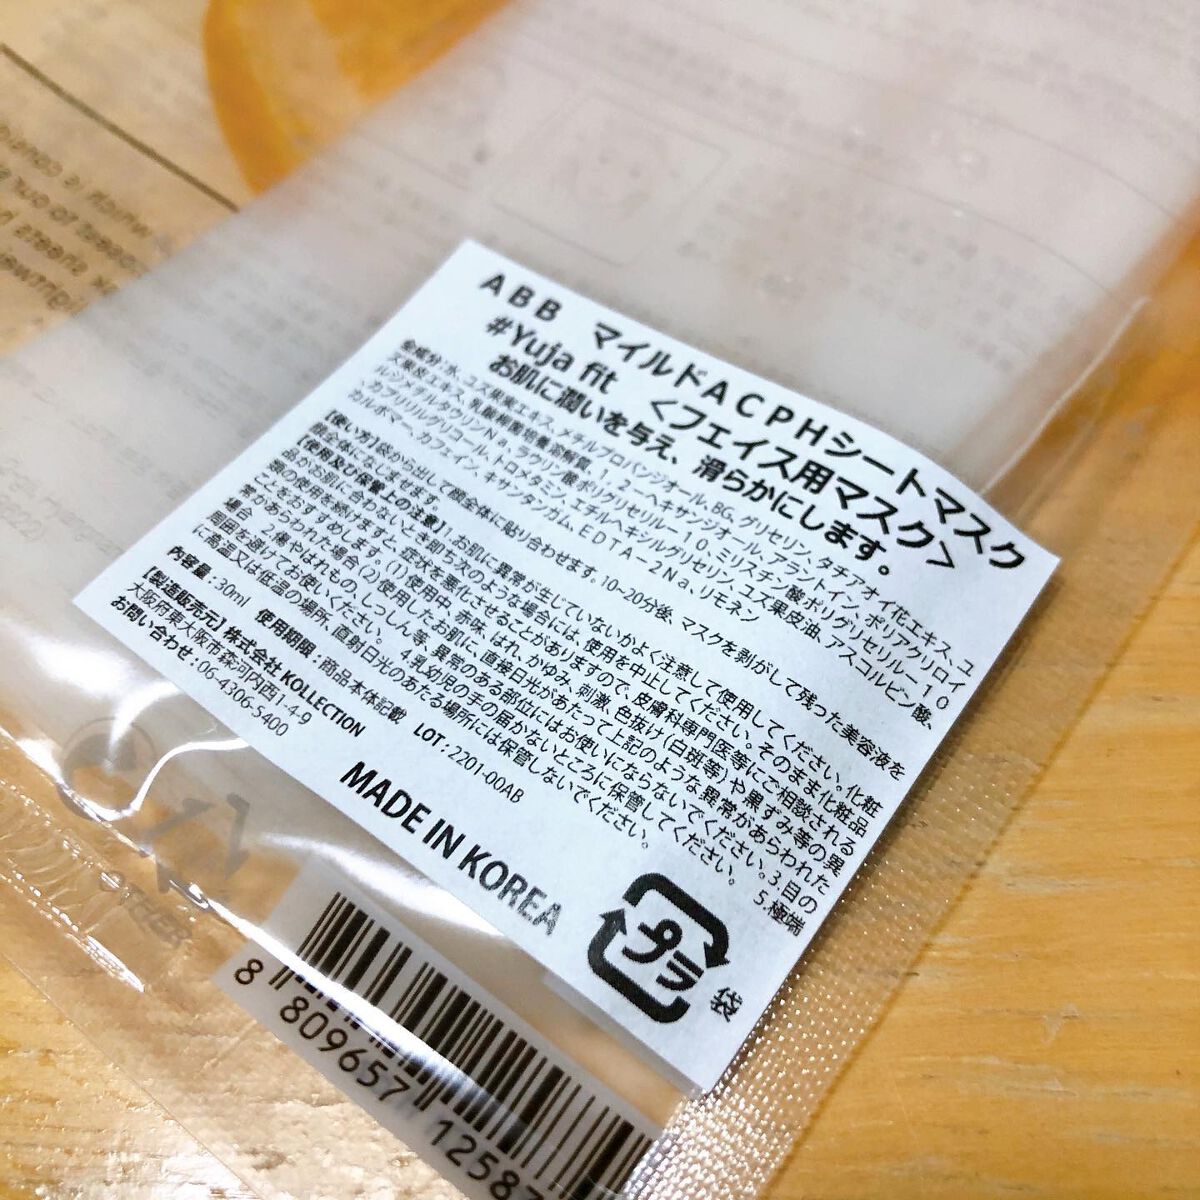 ABB マイルドACPHシートマスク
#Yuja fit <フェイス用マスク>
お肌に潤いを与え、滑らかにします。
全成分:水、ユズ果実エキス、メチルプロパンジオール、BG、グリセリン、タチアオイ花エキス、ユ
ズ果皮エキス、乳酸桿菌培養溶解質、1,2-ヘキサンジオール、アラントイン、ポリアクリロイ
ルジメチルタウリンNa、ラウリン酸ポリグリセリル-10、ミリスチン酸ポリグリセリル-10
、カプリリルグリコール、トロメタミン、エチルヘキシルグリセリン、ユズ果皮油、アスコルビン酸、
カルボマー、カフェイン、キサンタンガム、EDTA-2Na、リモネン
【使い方】袋から出して顔全体に貼り合わせます。10~20分後、マスクを剥がして残った美容液を
顔全体になじませます。
【使用及び保管上の注意】1.お肌に異常が生じていないかよく注意して使用してください。化粧
品がお肌に合わないとき即ち次のような場合には、使用を中止してください。そのまま化粧品
類の使用を続けますと、症状を悪化させることがありますので、皮膚科専門医等にご相談される
ことをおすすめします。(1)使用中、赤味、はれ、かゆみ、刺激、色抜け(白斑等)や黒ずみ等の異
常があらわれた場合(2)使用したお肌に、直接日光があたって上記のような異常があらわれた
場合 2.傷やはれもの、しっしん等、異常のある部位にはお使いにならないでください。3.目の
周囲を避けてお使いください。4.乳幼児の手の届かないところに保管してください。 5.極端
に高温又は低温の場所、直射日光のあたる場所には保管しないでください。
内容量:30ml 使用期限:商品本体記載 LOT:2201-00AB
【製造販売元】株式会社 KOLLECTION
大阪府東大阪市森河内西1-4-9
お問い合わせ:06-4306-5400
MADE IN KOREA
プラ
袋
8 809657 12587